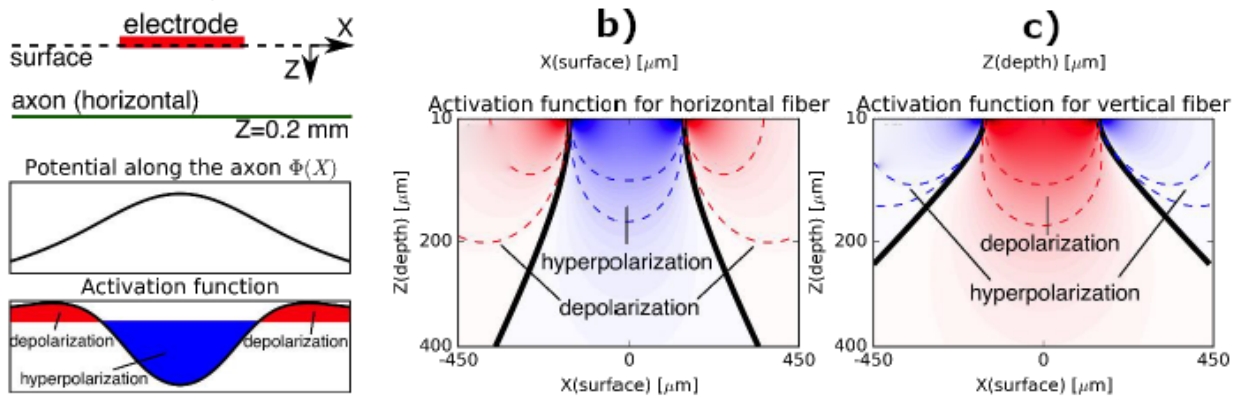 electrode
X
surface
Z
axon (horizontal)
Z=0.2 mm
Potential along the axon Φ(X)
Activation function
depolarization
depolarization
hyperpolarization
b)
X(surface) [μm]
Activation function for horizontal fiber
10
Z(depth) [μm]
200
hyperpolarization
depolarization
400
-450
0
450
X(surface) [μm]
c)
Z(depth) [μm]
Activation function for vertical fiber
10
Z(depth) [μm]
200
depolarization
hyperpolarization
400
-450
0
450
X(surface) [μm]